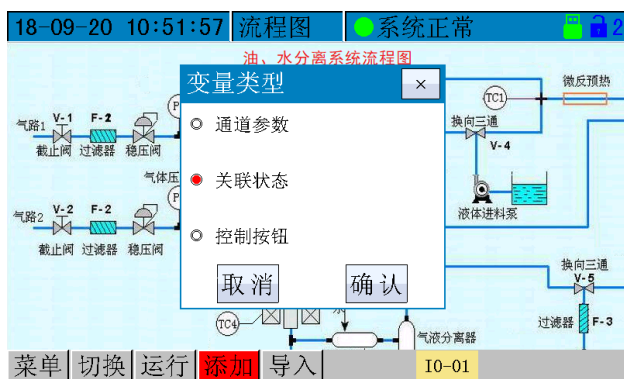 18-09-20 10:51:57 流程图 系统正常 2
油、水分离系统流程图
变量类型 ×
通道参数
关联状态
控制按钮
取消 确认
气路1 V-1 F-2
截止阀 过滤器 稳压阀
气体压
P
P
气路2 V-2 F-2
截止阀 过滤器 稳压阀
TC1
微反预热
换向三通
V-4
液体进料泵
换向三通
V-5
过滤器 F-3
TC4
气液分离器
菜单 切换 运行 添加 导入 IO-01